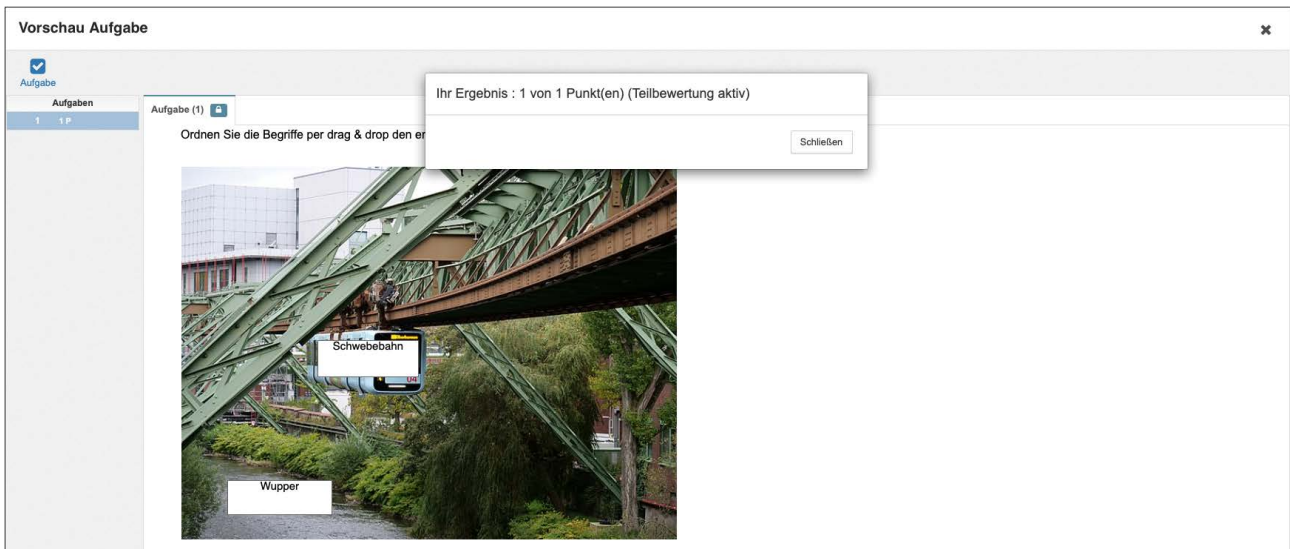 Vorschau Aufgabe
Aufgabe
Aufgaben
1 1 P
Aufgabe (1)
Ihr Ergebnis : 1 von 1 Punkt(en) (Teilbewertung aktiv)
Schließen
Ordnen Sie die Begriffe per drag & drop den
Schwebebahn
04
Wupper